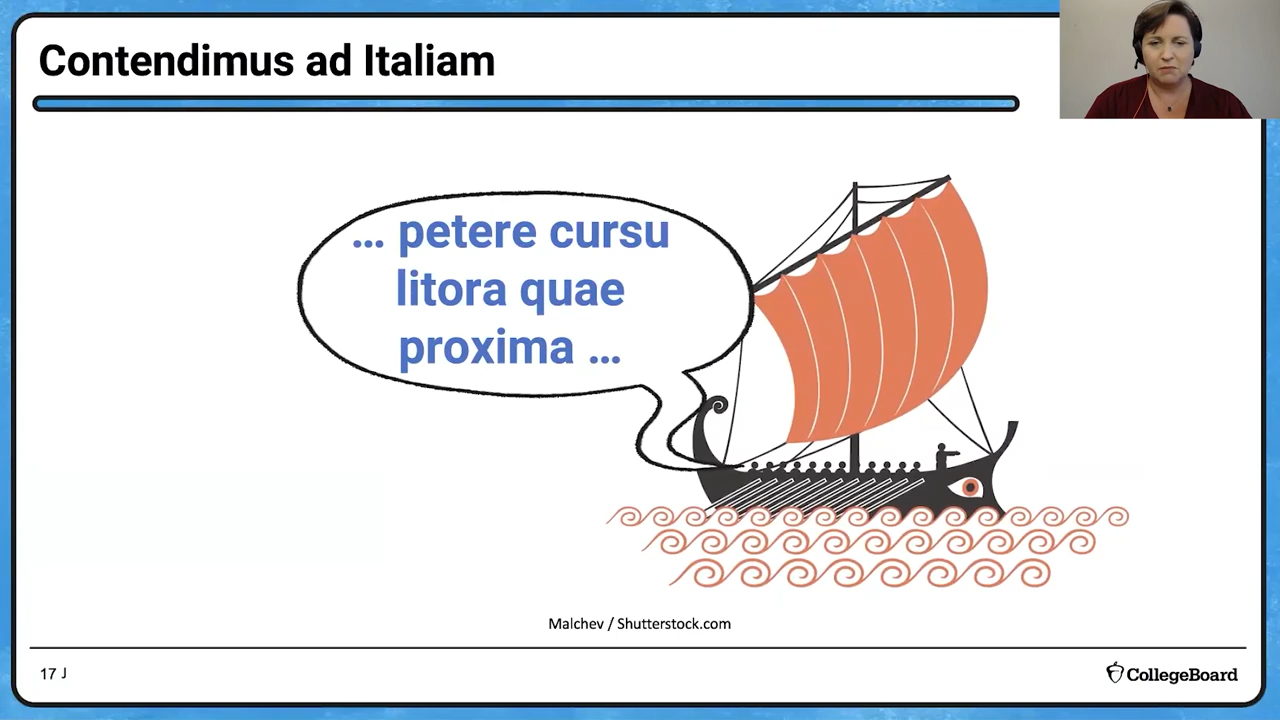 Contendimus ad Italiam
... petere cursu
litora quae
proxima ...
Malchev / Shutterstock.com
17 J
CollegeBoard